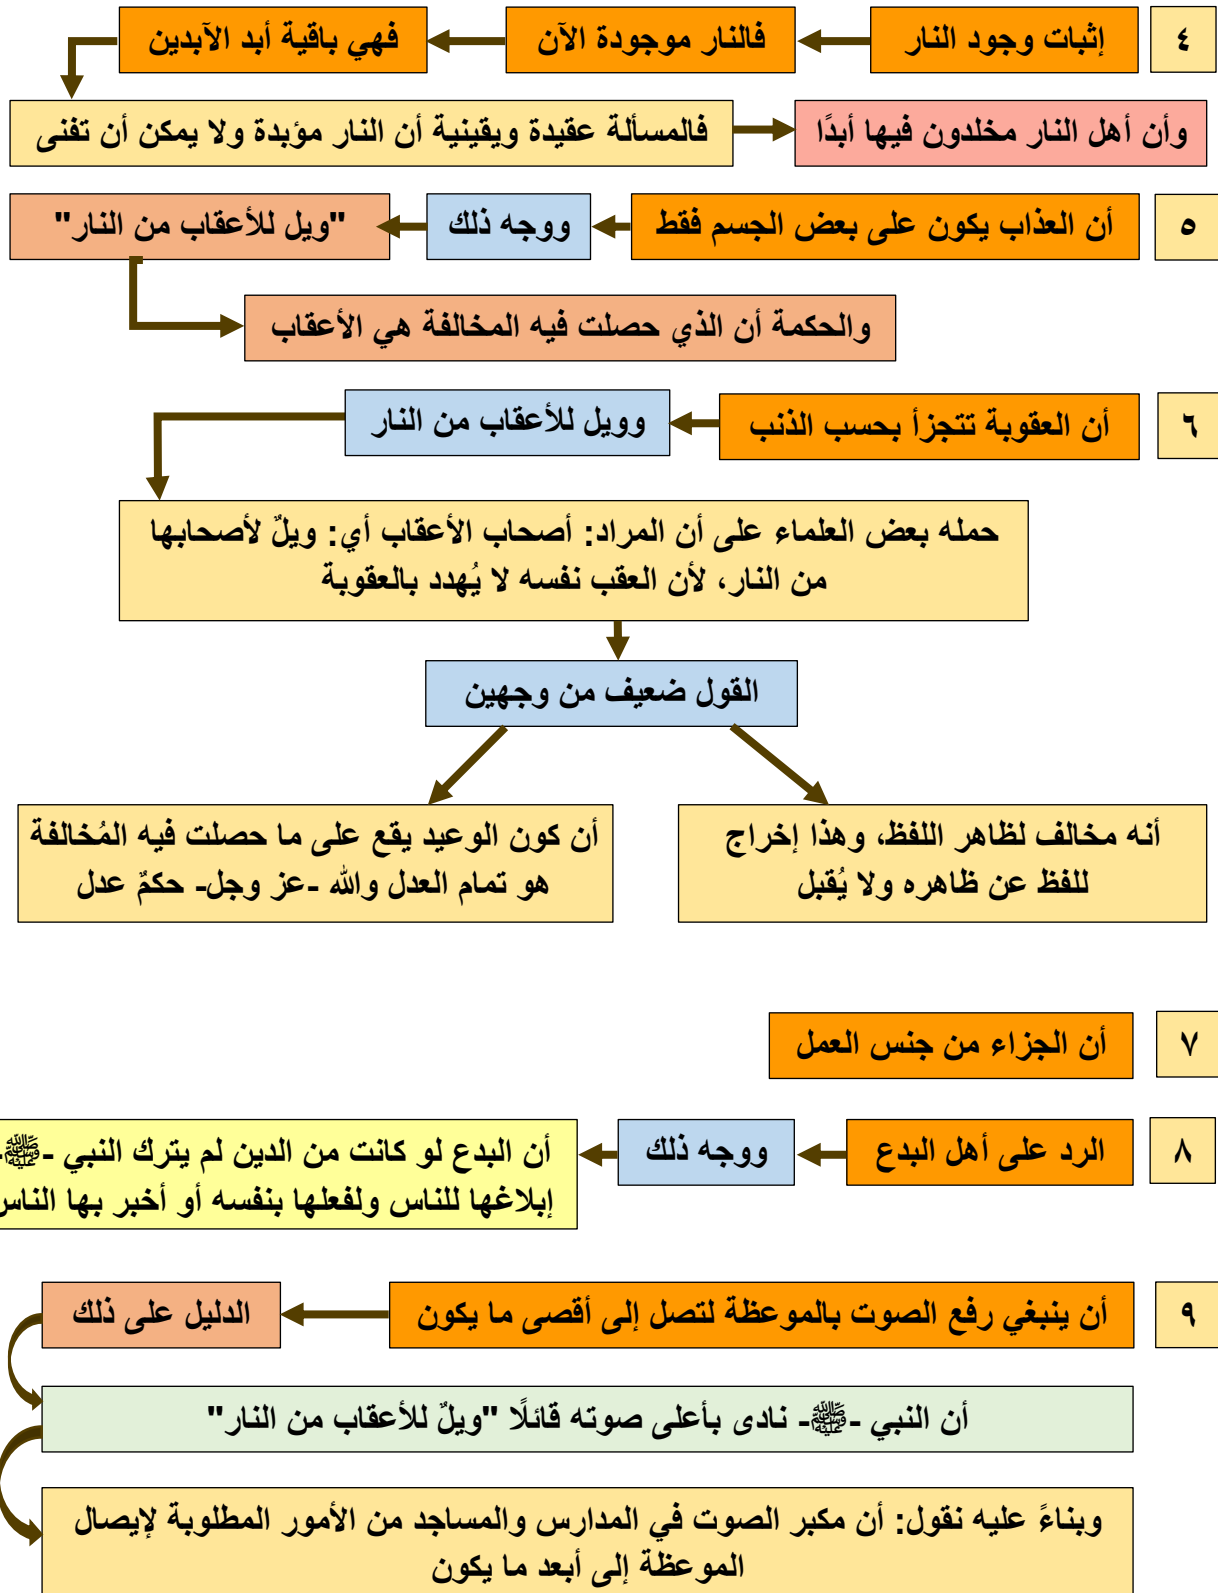 ٤
إثبات وجود النار
فالنار موجودة الآن
فهي باقية أبد الآبدين
فالمسألة عقيدة ويقينية أن النار مؤبدة ولا يمكن أن تفنى
وأن أهل النار مخلدون فيها أبدًا
٥
أن العذاب يكون على بعض الجسم فقط
ووجه ذلك
"ويل للأعقاب من النار"
والحكمة أن الذي حصلت فيه المخالفة هي الأعقاب
٦
أن العقوبة تتجزأ بحسب الذنب
وويل للأعقاب من النار
حمله بعض العلماء على أن المراد: أصحاب الأعقاب أي: ويلٌ لأصحابها
من النار، لأن العقب نفسه لا يُهدد بالعقوبة
القول ضعيف من وجهين
أنه مخالف لظاهر اللفظ، وهذا إخراج
للفظ عن ظاهره ولا يُقبل
أن كون الوعيد يقع على ما حصلت فيه المُخالفة
هو تمام العدل والله -عز وجل- حكمٌ عدل
٧
أن الجزاء من جنس العمل
٨
الرد على أهل البدع
ووجه ذلك
أن البدع لو كانت من الدين لم يترك النبي -ﷺ-
إبلاغها للناس ولفعلها بنفسه أو أخبر بها الناس
٩
أن ينبغي رفع الصوت بالموعظة لتصل إلى أقصى ما يكون
الدليل على ذلك
أن النبي -ﷺ- نادى بأعلى صوته قائلًا "ويلٌ للأعقاب من النار"
وبناءً عليه نقول: أن مكبر الصوت في المدارس والمساجد من الأمور المطلوبة لإيصال
الموعظة إلى أبعد ما يكون